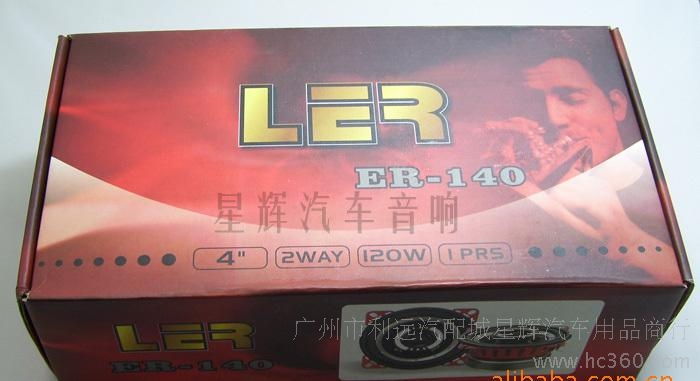 LER
ER-140
星辉汽车音响
4" 2WAY 120W 1 PRS
LER
ER-140
广州市利远汽配城星辉汽车用品商行
www.hc360.com
alibaba.com.cn